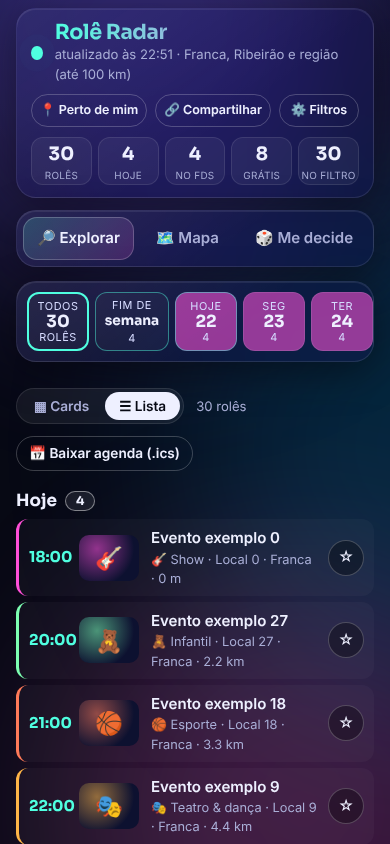 Rolê Radar
atualizado às 22:51 · Franca, Ribeirão e região
(até 100 km)
📍 Perto de mim
🔗 Compartilhar
⚙️ Filtros
30
ROLÊS
4
HOJE
4
NO FDS
8
GRÁTIS
30
NO FILTRO
🔎 Explorar
🗺️ Mapa
🎲 Me decide
TODOS
30
ROLÊS
FIM DE
semana
4
HOJE
22
4
SEG
23
4
TER
24
4
▦ Cards
☰ Lista
30 rolês
📅 Baixar agenda (.ics)
Hoje 4
18:00
Evento exemplo 0
🎸 Show · Local 0 · Franca
· 0 m
20:00
Evento exemplo 27
🧸 Infantil · Local 27 ·
Franca · 2.2 km
21:00
Evento exemplo 18
🏀 Esporte · Local 18 ·
Franca · 3.3 km
22:00
Evento exemplo 9
🎭 Teatro & dança · Local 9
· Franca · 4.4 km